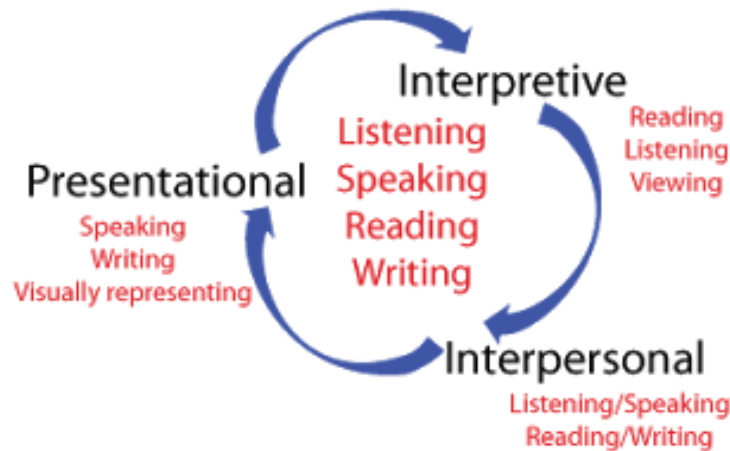 Interpretive
Reading
Listening
Viewing
Listening
Speaking
Reading
Writing
Presentational
Speaking
Writing
Visually representing
Interpersonal
Listening/Speaking
Reading/Writing